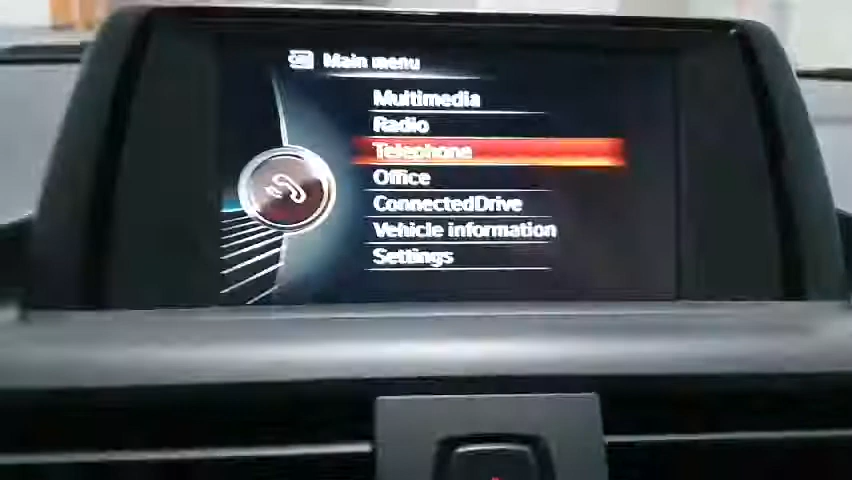 Main menu
Multimedia
Radio
Telephone
Office
ConnectedDrive
Vehicle information
Settings